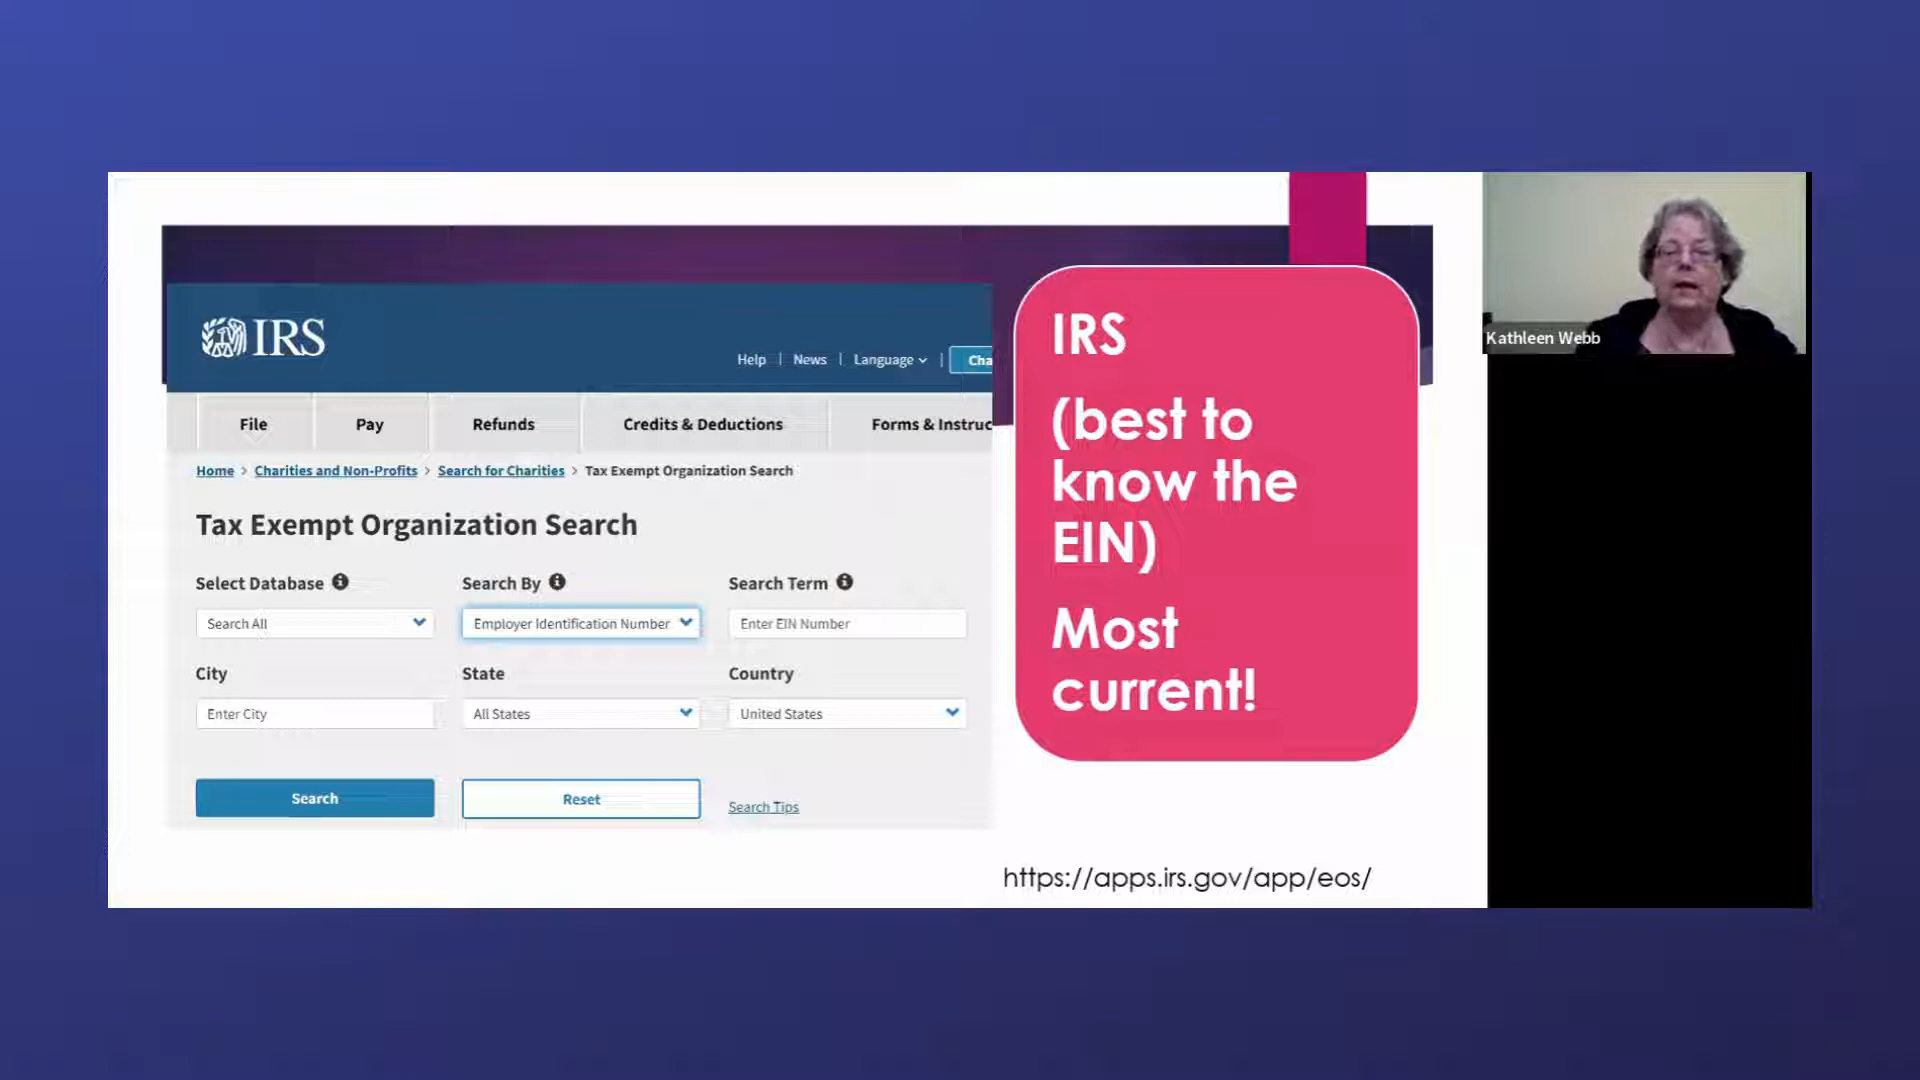 IRS
Help | News | Language | Cha
File Pay Refunds Credits & Deductions Forms & Instruc
Home > Charities and Non-Profits > Search for Charities > Tax Exempt Organization Search
Tax Exempt Organization Search
Select Database Search By Search Term
Search All Employer Identification Number Enter EIN Number
City State Country
Enter City All States United States
Search Reset Search Tips
IRS
(best to
know the
EIN)
Most
current!
https://apps.irs.gov/app/eos/
Kathleen Webb